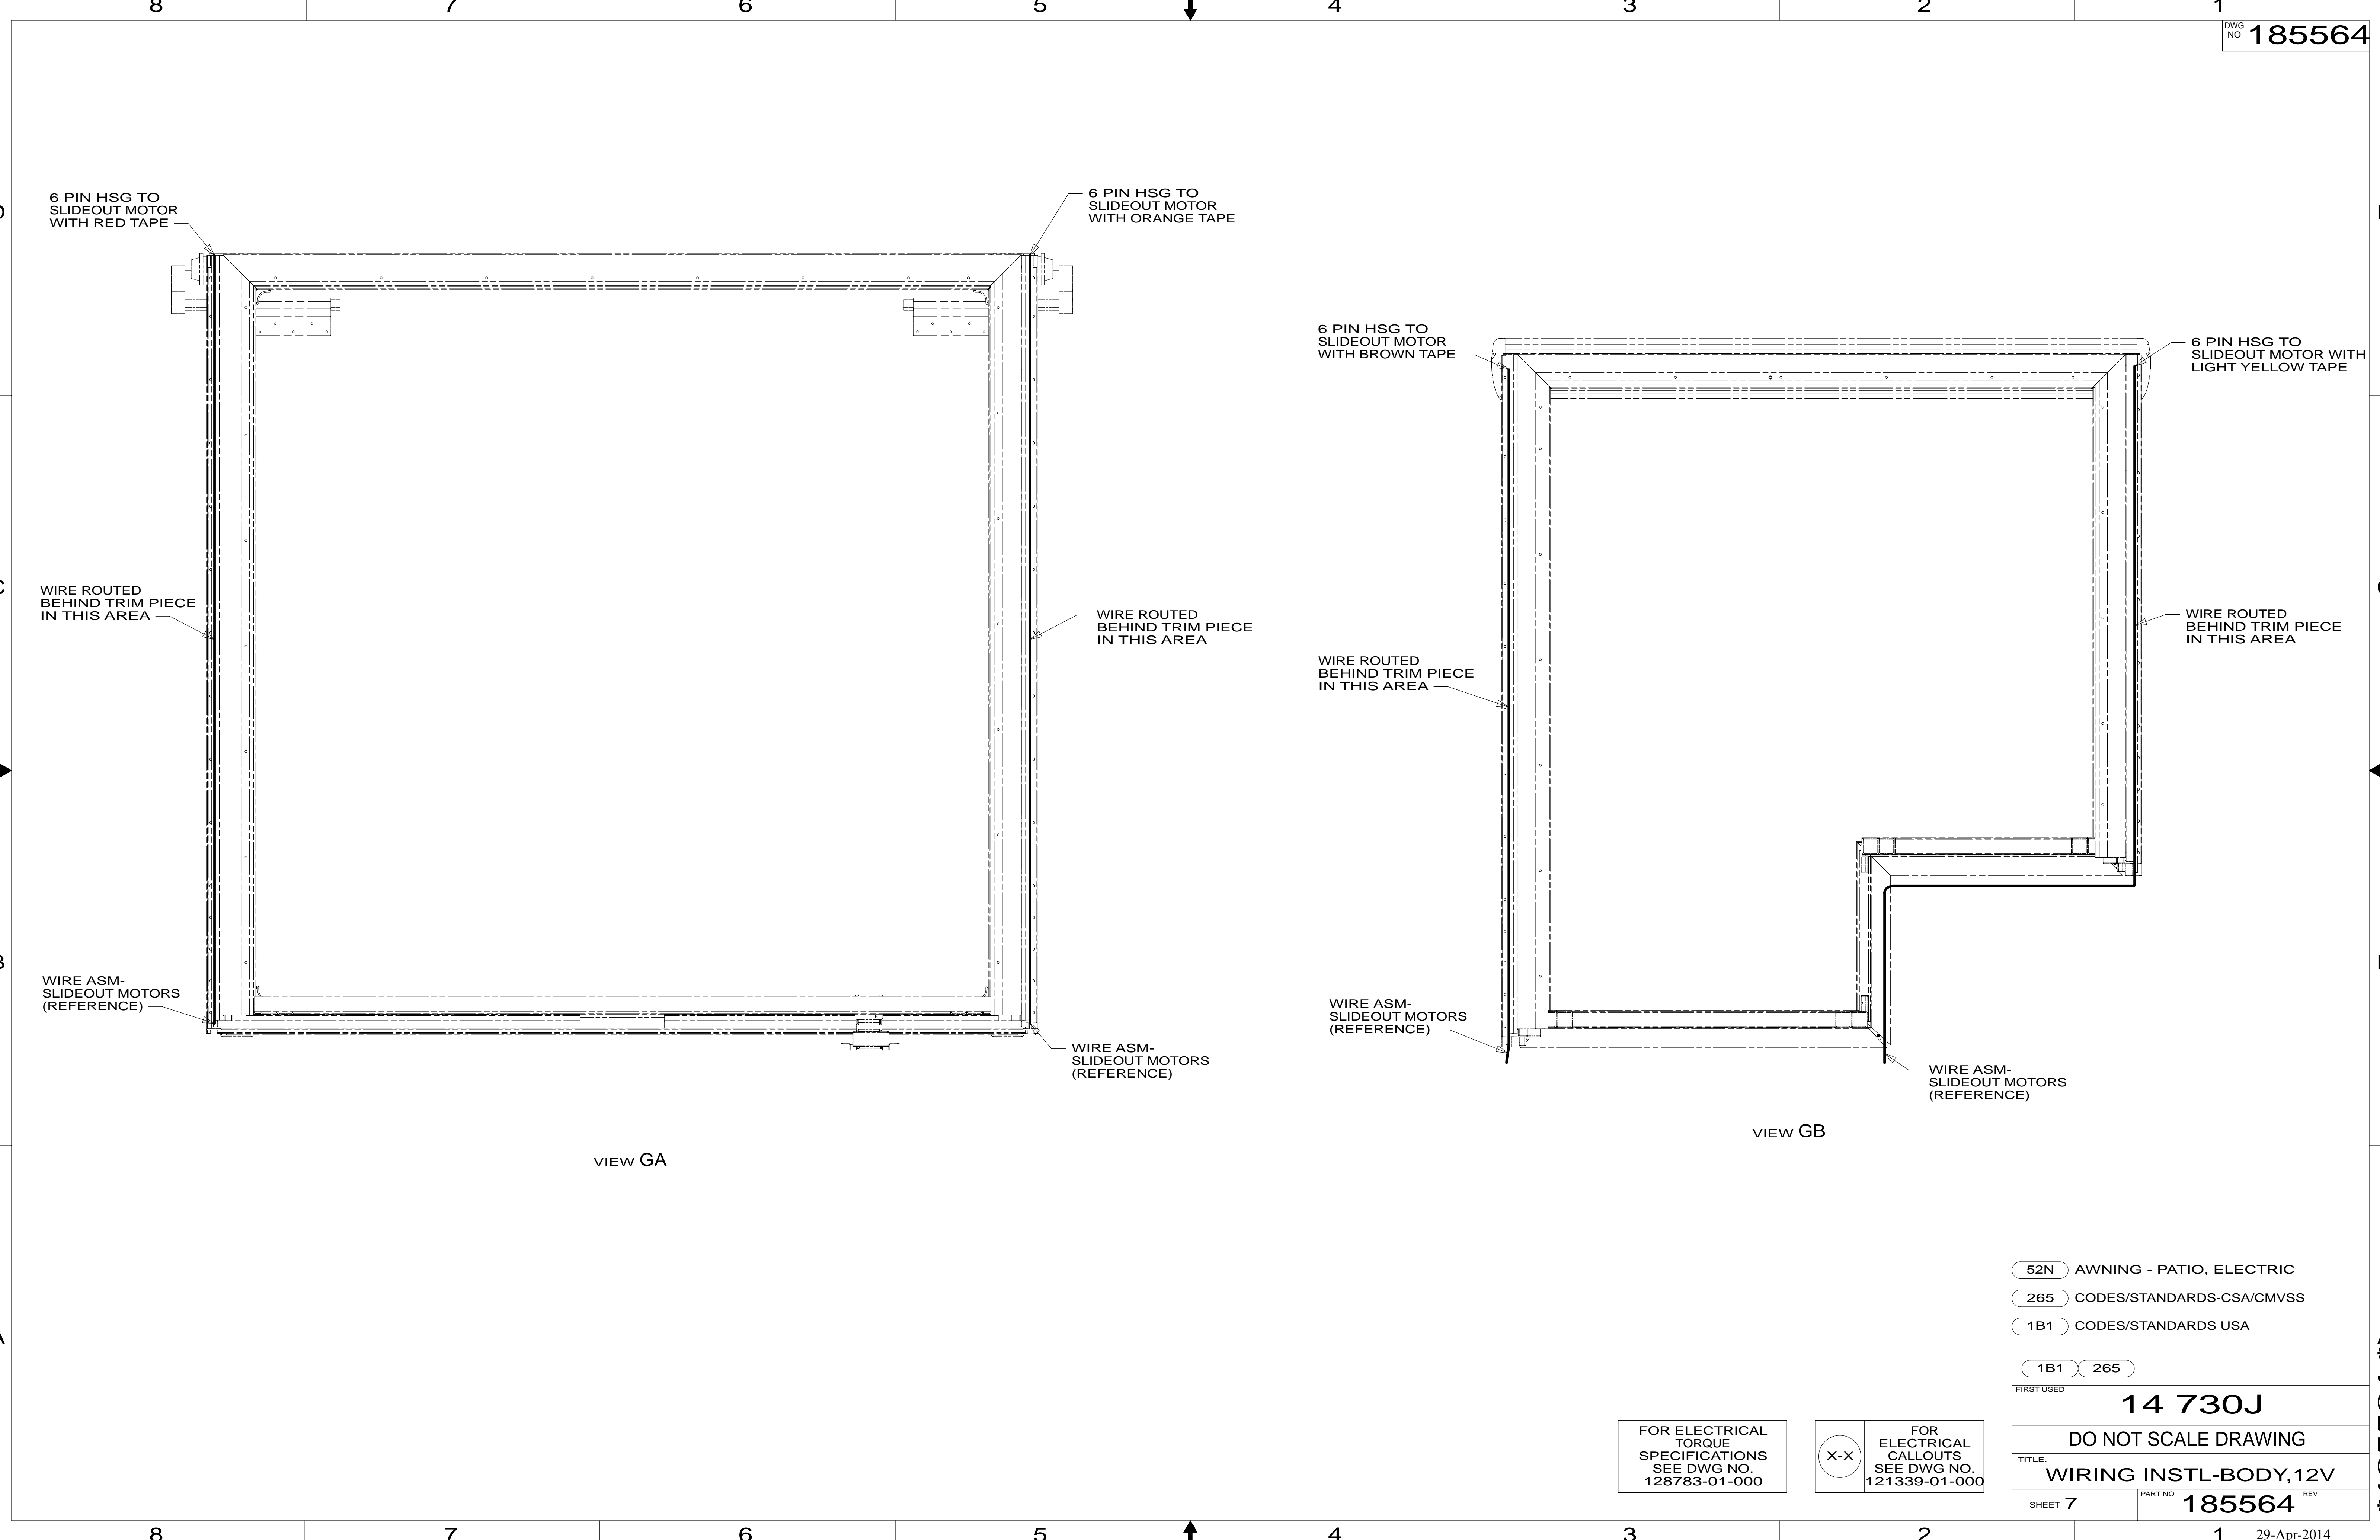 8 7 6 5 4 3 2 1
DWG
NO 185564
6 PIN HSG TO
SLIDEOUT MOTOR
WITH RED TAPE
6 PIN HSG TO
SLIDEOUT MOTOR
WITH ORANGE TAPE
6 PIN HSG TO
SLIDEOUT MOTOR
WITH BROWN TAPE
6 PIN HSG TO
SLIDEOUT MOTOR WITH
LIGHT YELLOW TAPE
WIRE ROUTED
BEHIND TRIM PIECE
IN THIS AREA
WIRE ROUTED
BEHIND TRIM PIECE
IN THIS AREA
WIRE ROUTED
BEHIND TRIM PIECE
IN THIS AREA
WIRE ROUTED
BEHIND TRIM PIECE
IN THIS AREA
WIRE ASM-
SLIDEOUT MOTORS
(REFERENCE)
WIRE ASM-
SLIDEOUT MOTORS
(REFERENCE)
WIRE ASM-
SLIDEOUT MOTORS
(REFERENCE)
WIRE ASM-
SLIDEOUT MOTORS
(REFERENCE)
VIEW GA
VIEW GB
52N AWNING - PATIO, ELECTRIC
265 CODES/STANDARDS-CSA/CMVSS
1B1 CODES/STANDARDS USA
1B1 265
FOR ELECTRICAL
TORQUE
SPECIFICATIONS
SEE DWG NO.
128783-01-000
X-X
FOR
ELECTRICAL
CALLOUTS
SEE DWG NO.
121339-01-000
FIRST USED
14 730J
DO NOT SCALE DRAWING
TITLE:
WIRING INSTL-BODY,12V
SHEET 7
PART NO 185564
REV
8 7 6 5 4 3 2 1
29-Apr-2014